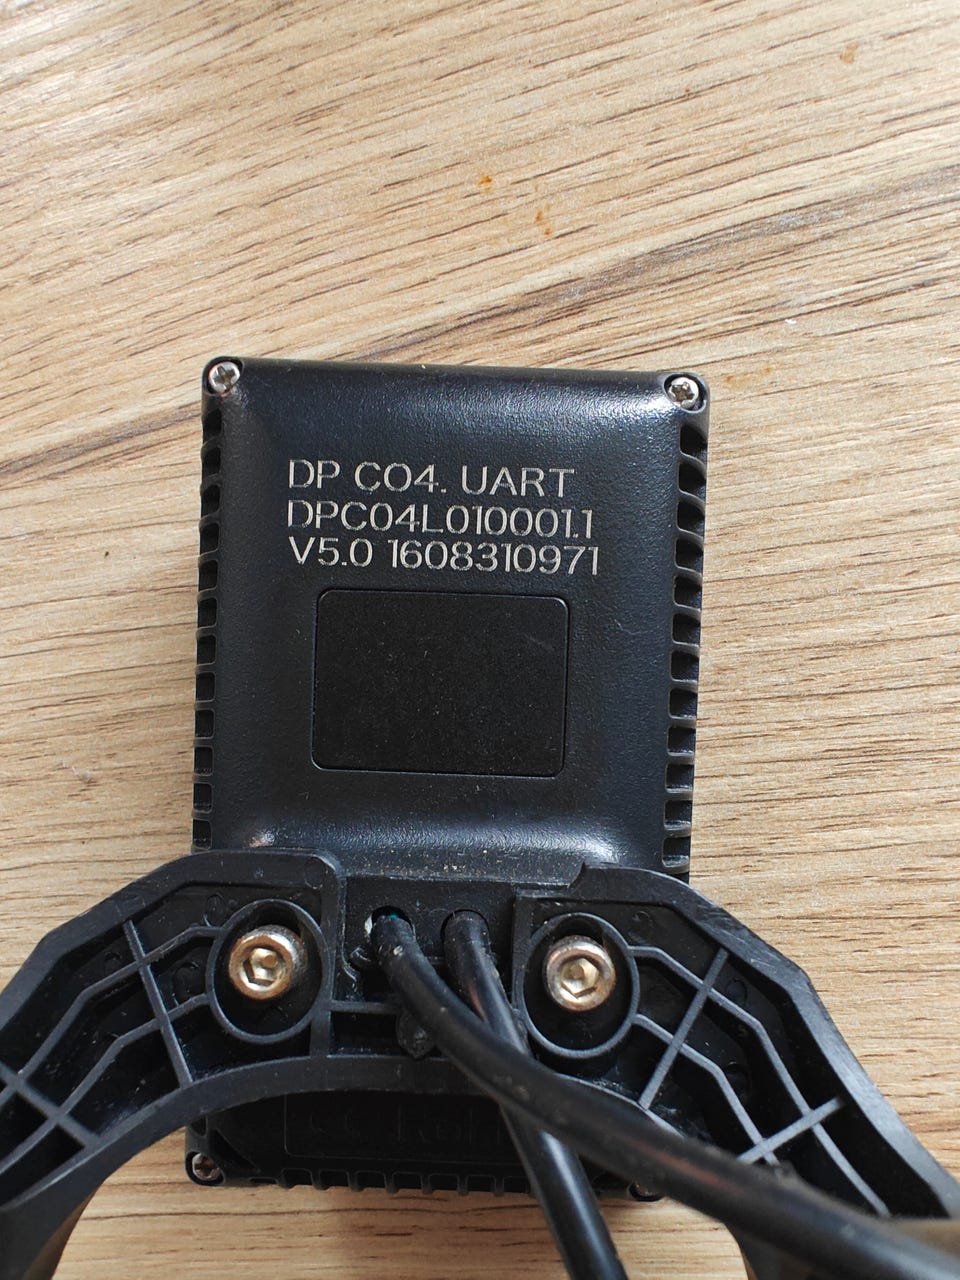 DP C04. UART
DPC04L010001.1
V5.0 1608310971